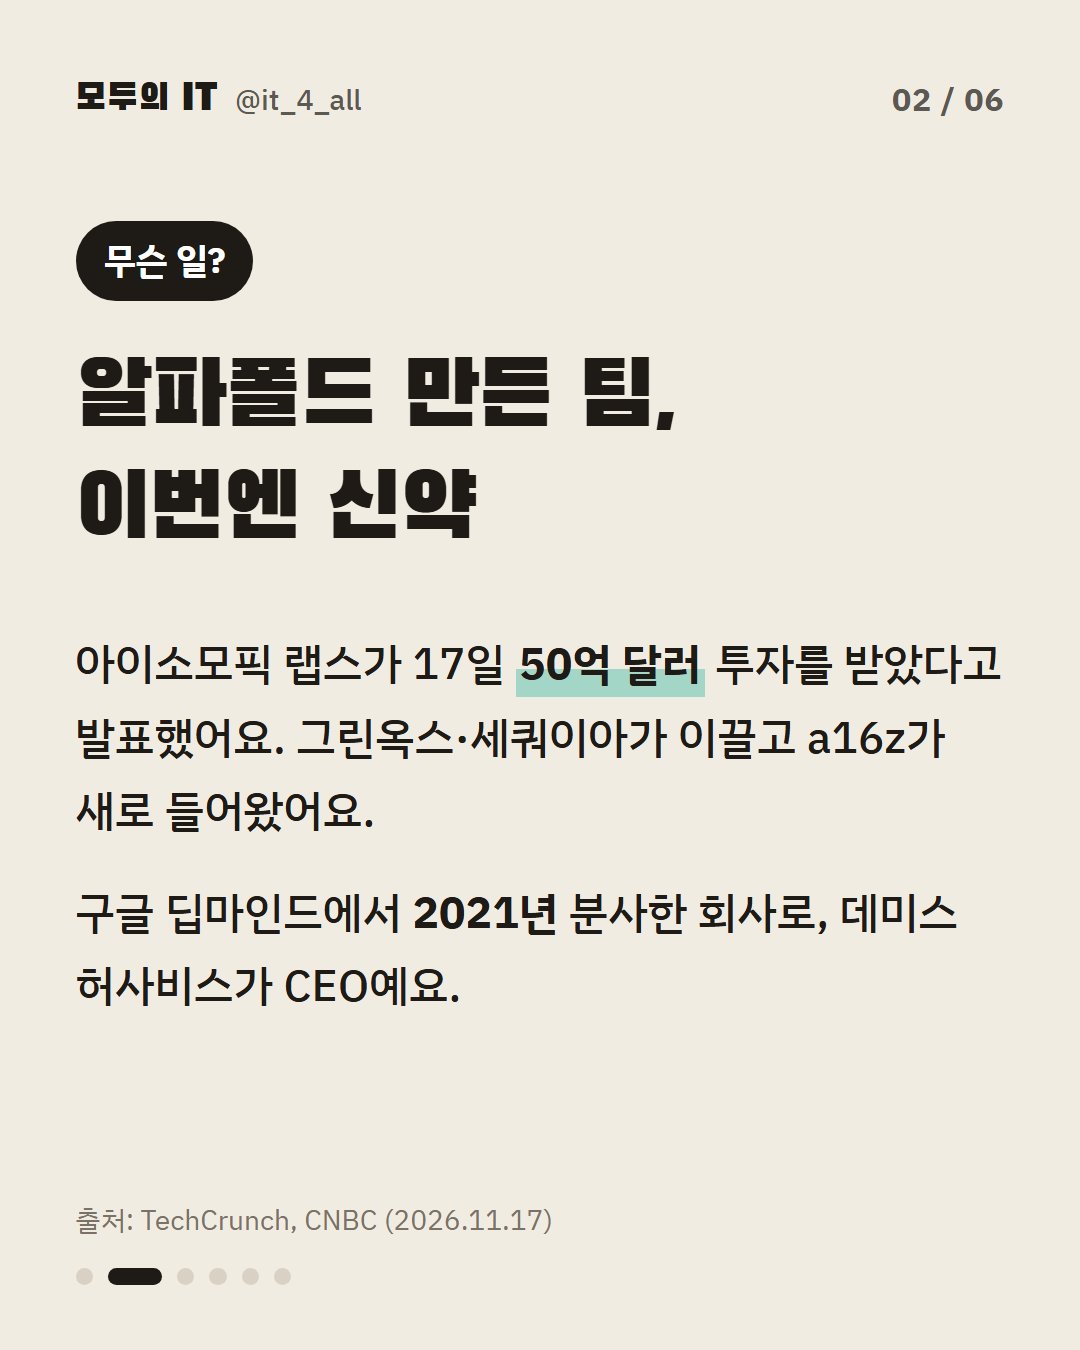 모두의 IT @it_4_all
02 / 06
무슨 일?
알파폴드 만든 팀,
이번엔 신약
아이소모픽 랩스가 17일 50억 달러 투자를 받았다고
발표했어요. 그린옥스·세쿼이아가 이끌고 a16z가
새로 들어왔어요.
구글 딥마인드에서 2021년 분사한 회사로, 데미스
허사비스가 CEO예요.
출처: TechCrunch, CNBC (2026.11.17)